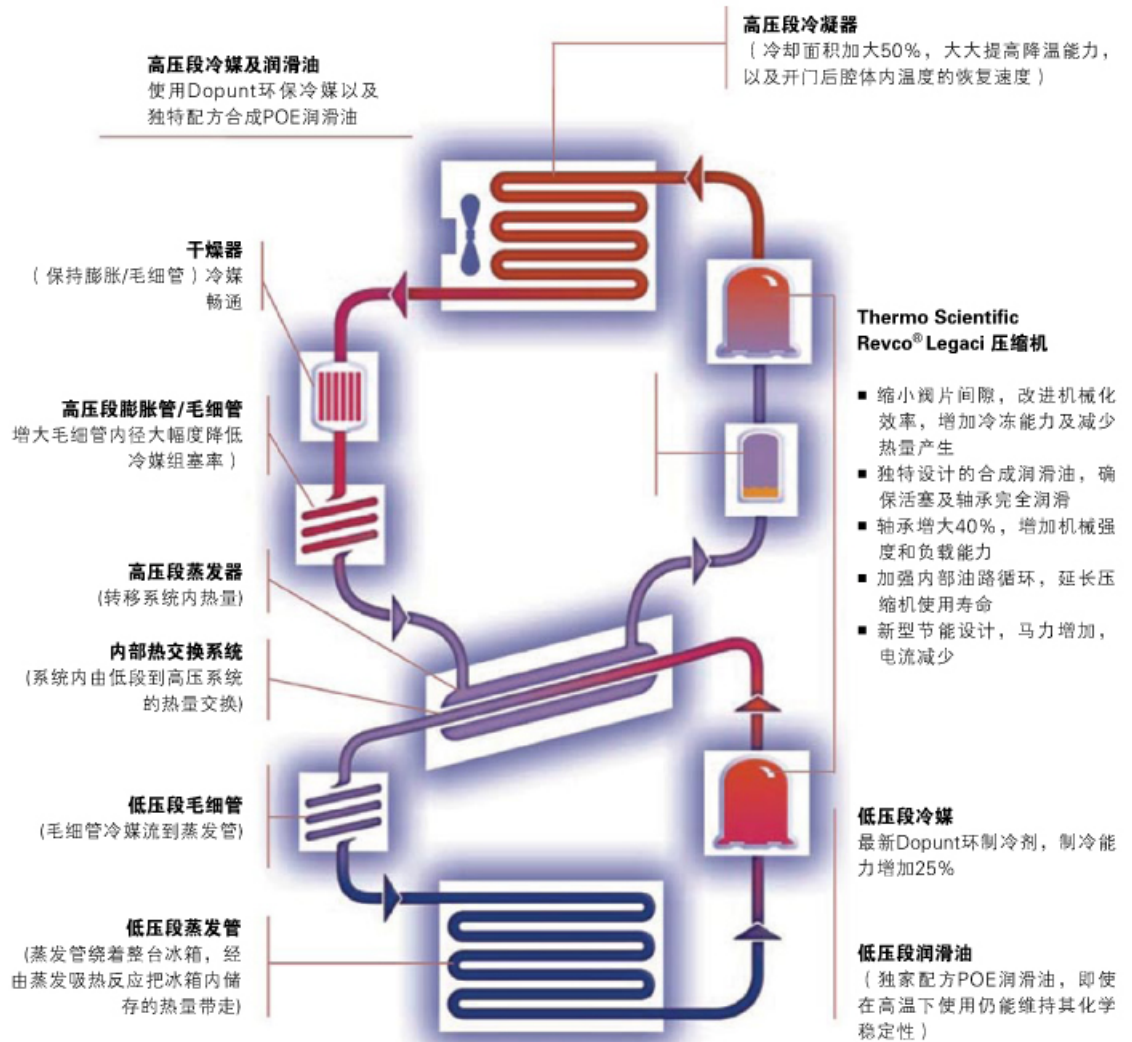 高压段冷凝器
（冷却面积加大50%，大大提高降温能力，
以及开门后腔体内温度的恢复速度）
高压段冷媒及润滑油
使用Dopunt环保冷媒以及
独特配方合成POE润滑油
干燥器
（保持膨胀/毛细管）冷媒
畅通
高压段膨胀管/毛细管
增大毛细管内径大幅度降低
冷媒组塞率）
高压段蒸发器
(转移系统内热量)
内部热交换系统
(系统内由低段到高压系统
的热量交换)
低压段毛细管
(毛细管冷媒流到蒸发管)
低压段蒸发管
(蒸发管绕着整台冰箱，经
由蒸发吸热反应把冰箱内储
存的热量带走)
Thermo Scientific
Revco® Legaci 压缩机
■ 缩小阀片间隙，改进机械化
效率，增加冷冻能力及减少
热量产生
■ 独特设计的合成润滑油，确
保活塞及轴承完全润滑
■ 轴承增大40%，增加机械强
度和负载能力
■ 加强内部油路循环，延长压
缩机使用寿命
■ 新型节能设计，马力增加，
电流减少
低压段冷媒
最新Dopunt环制冷剂，制冷能
力增加25%
低压段润滑油
（独家配方POE润滑油，即使
在高温下使用仍能维持其化学
稳定性）